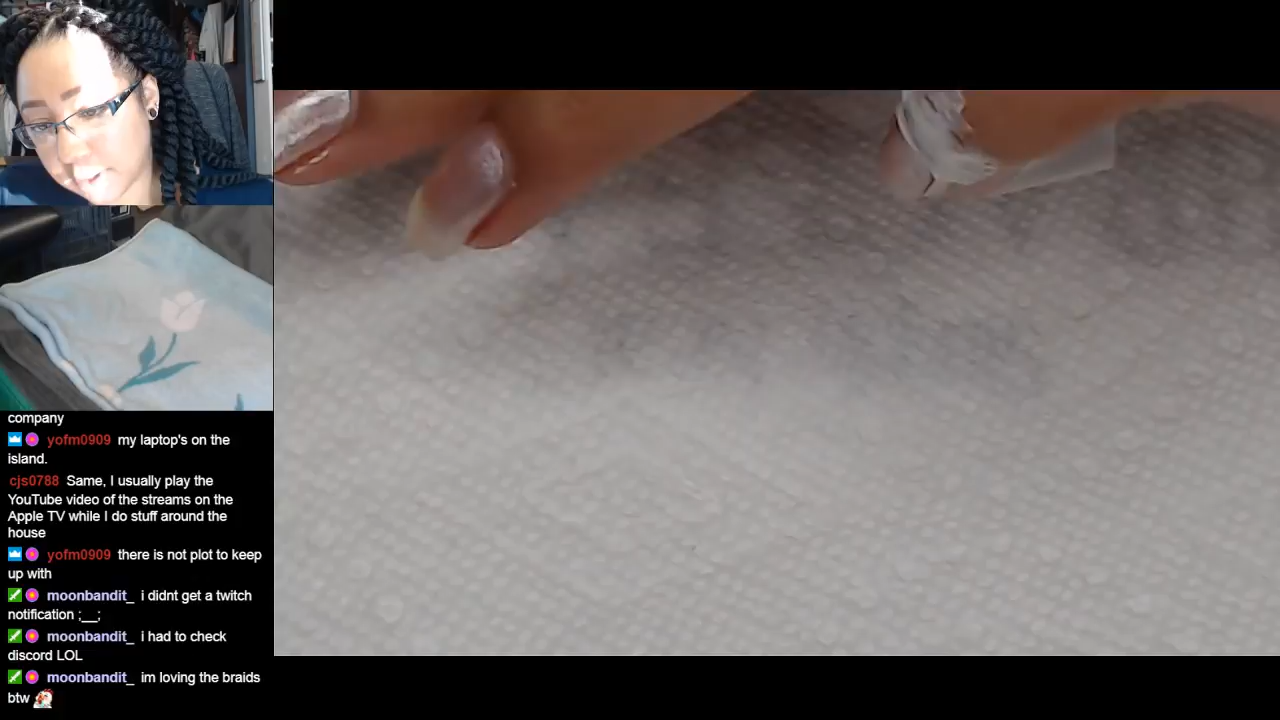 company
yofm0909 my laptop's on the
island.
cjs0788 Same, I usually play the
YouTube video of the streams on the
Apple TV while I do stuff around the
house
yofm0909 there is not plot to keep
up with
moonbandit_ i didnt get a twitch
notification ;__;
moonbandit_ i had to check
discord LOL
moonbandit_ im loving the braids
btw